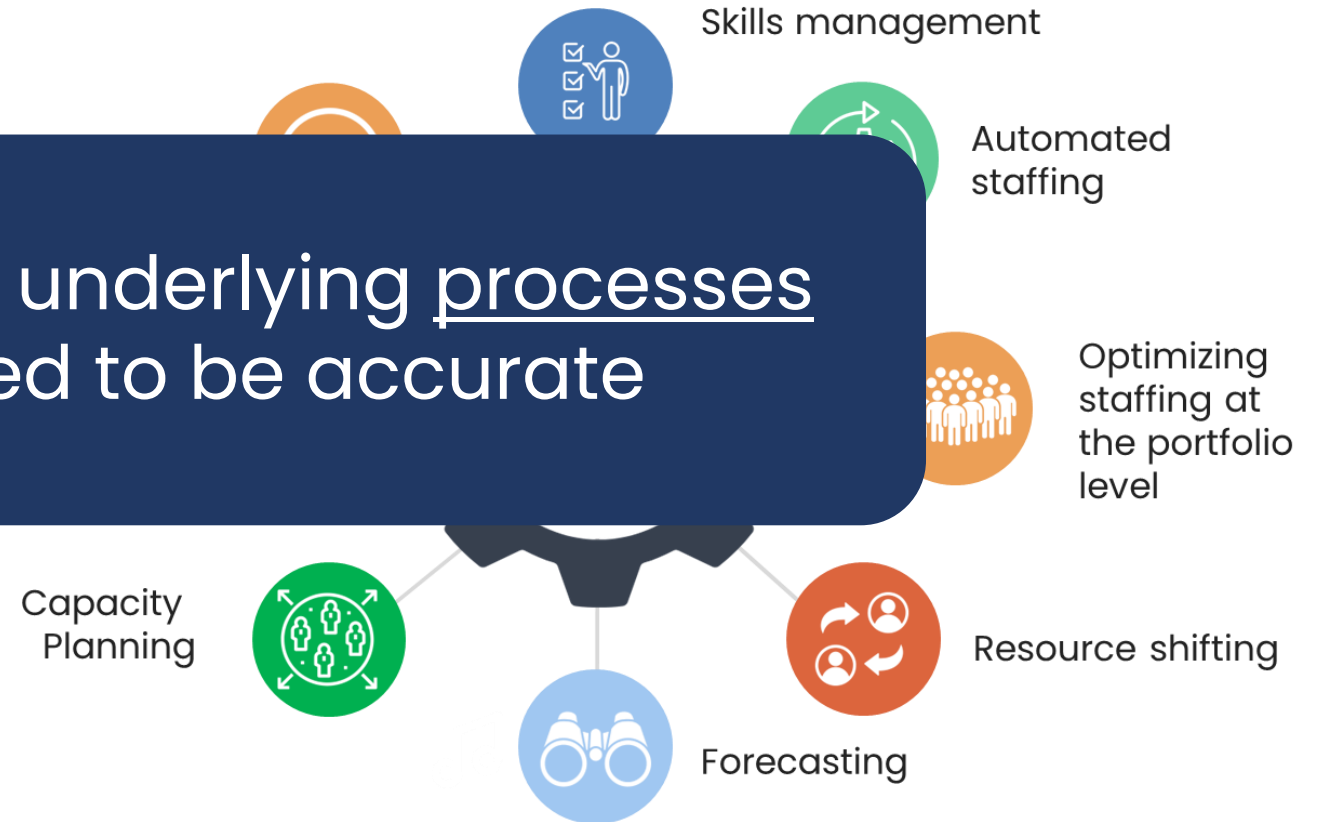 Skills management
Automated
staffing
underlying processes
ed to be accurate
Optimizing
staffing at
the portfolio
level
Capacity
Planning
Resource shifting
Forecasting